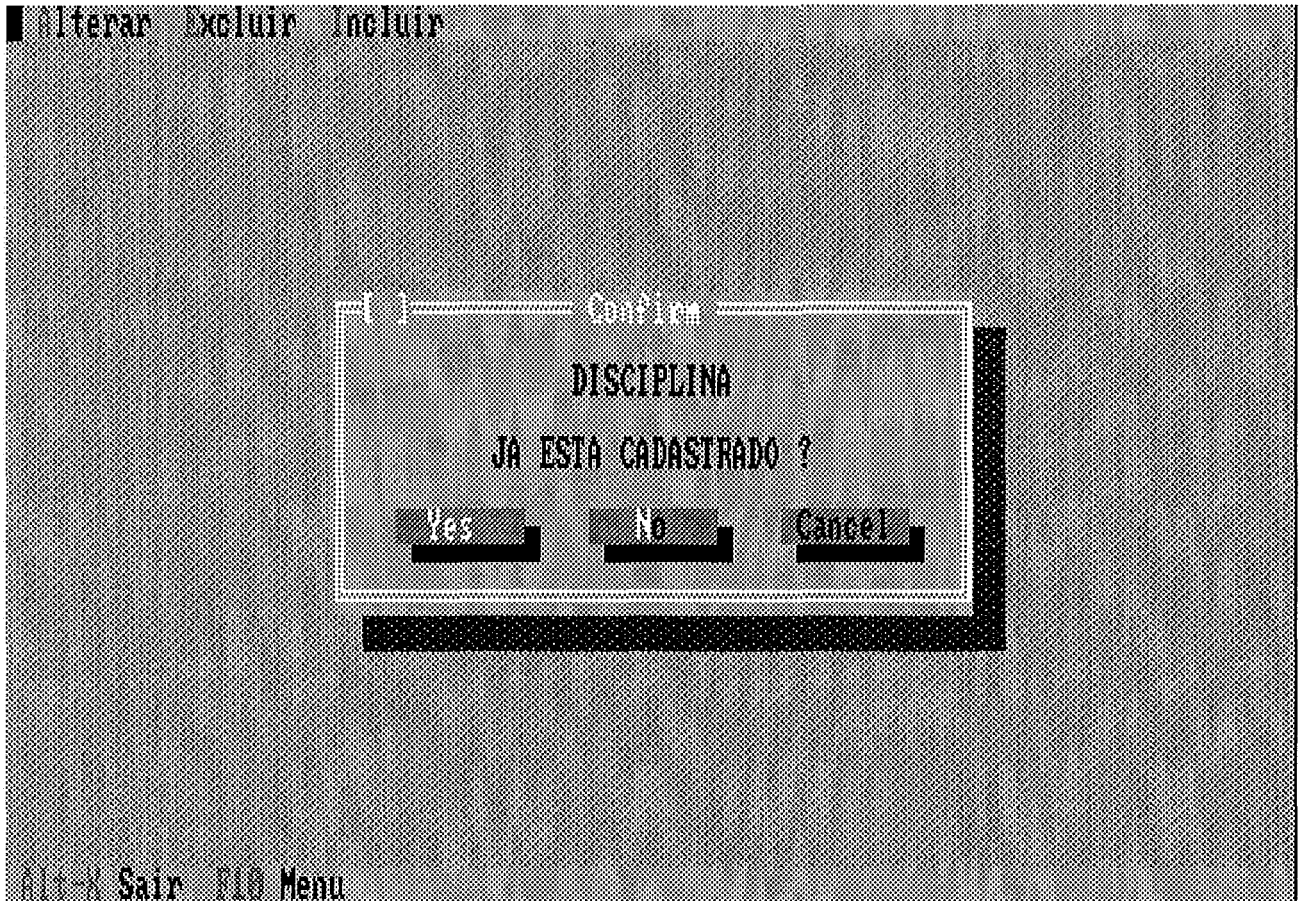 Alterar Excluir Incluir
[ ] Confirm
DISCIPLINA
JA ESTA CADASTRADO ?
Yes No Cancel
Alt-X Sair F10 Menu